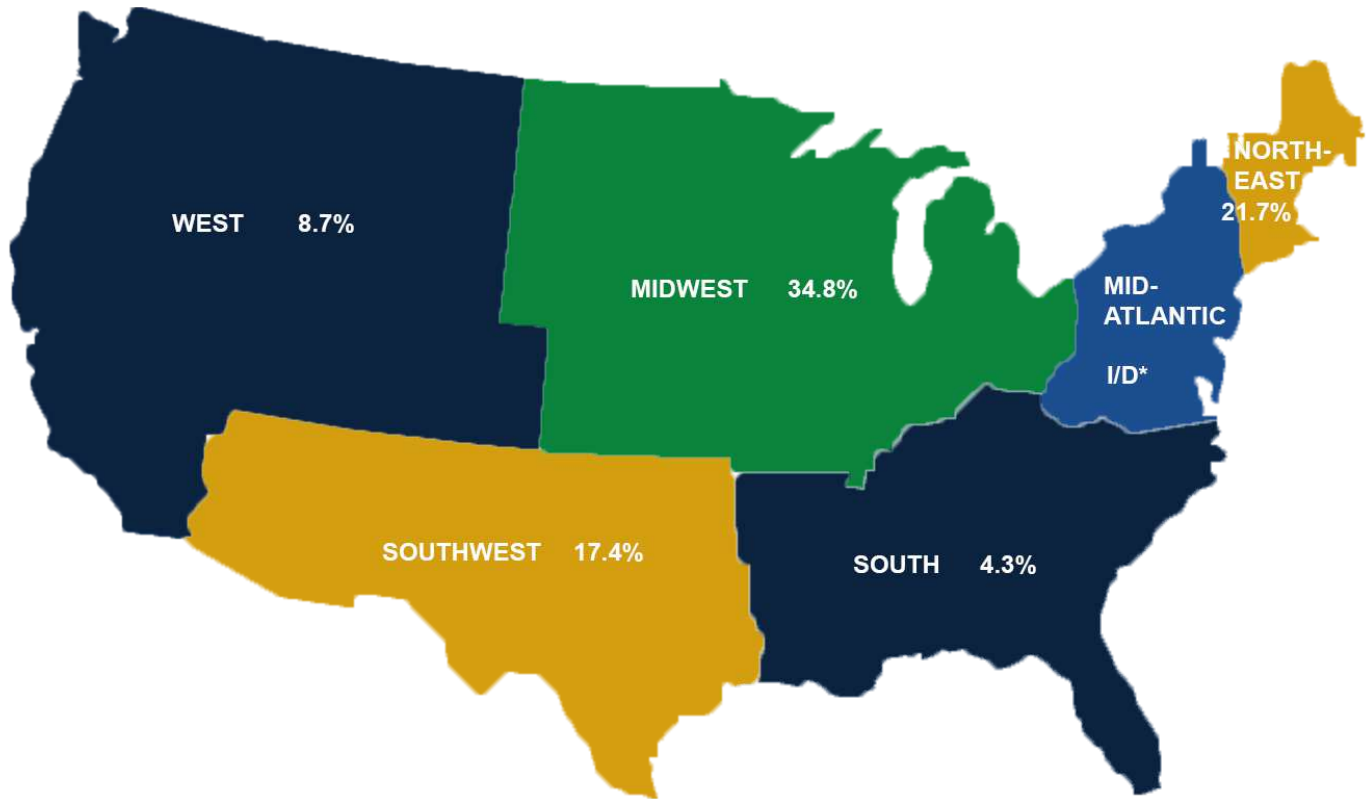 NORTH-
EAST
21.7%
WEST 8.7%
MIDWEST 34.8%
MID-
ATLANTIC
I/D*
SOUTHWEST 17.4%
SOUTH 4.3%